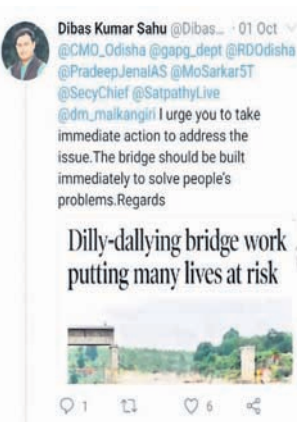 Dibas Kumar Sahu @Dibas... · 01 Oct
@CMO_Odisha @gapg_dept @RDOdisha
@PradeepJenaIAS @MoSarkar5T
@SecyChief @SatpathyLive
@dm_malkangiri I urge you to take
immediate action to address the
issue.The bridge should be built
immediately to solve people's
problems.Regards
Dilly-dallying bridge work
putting many lives at risk
1 6